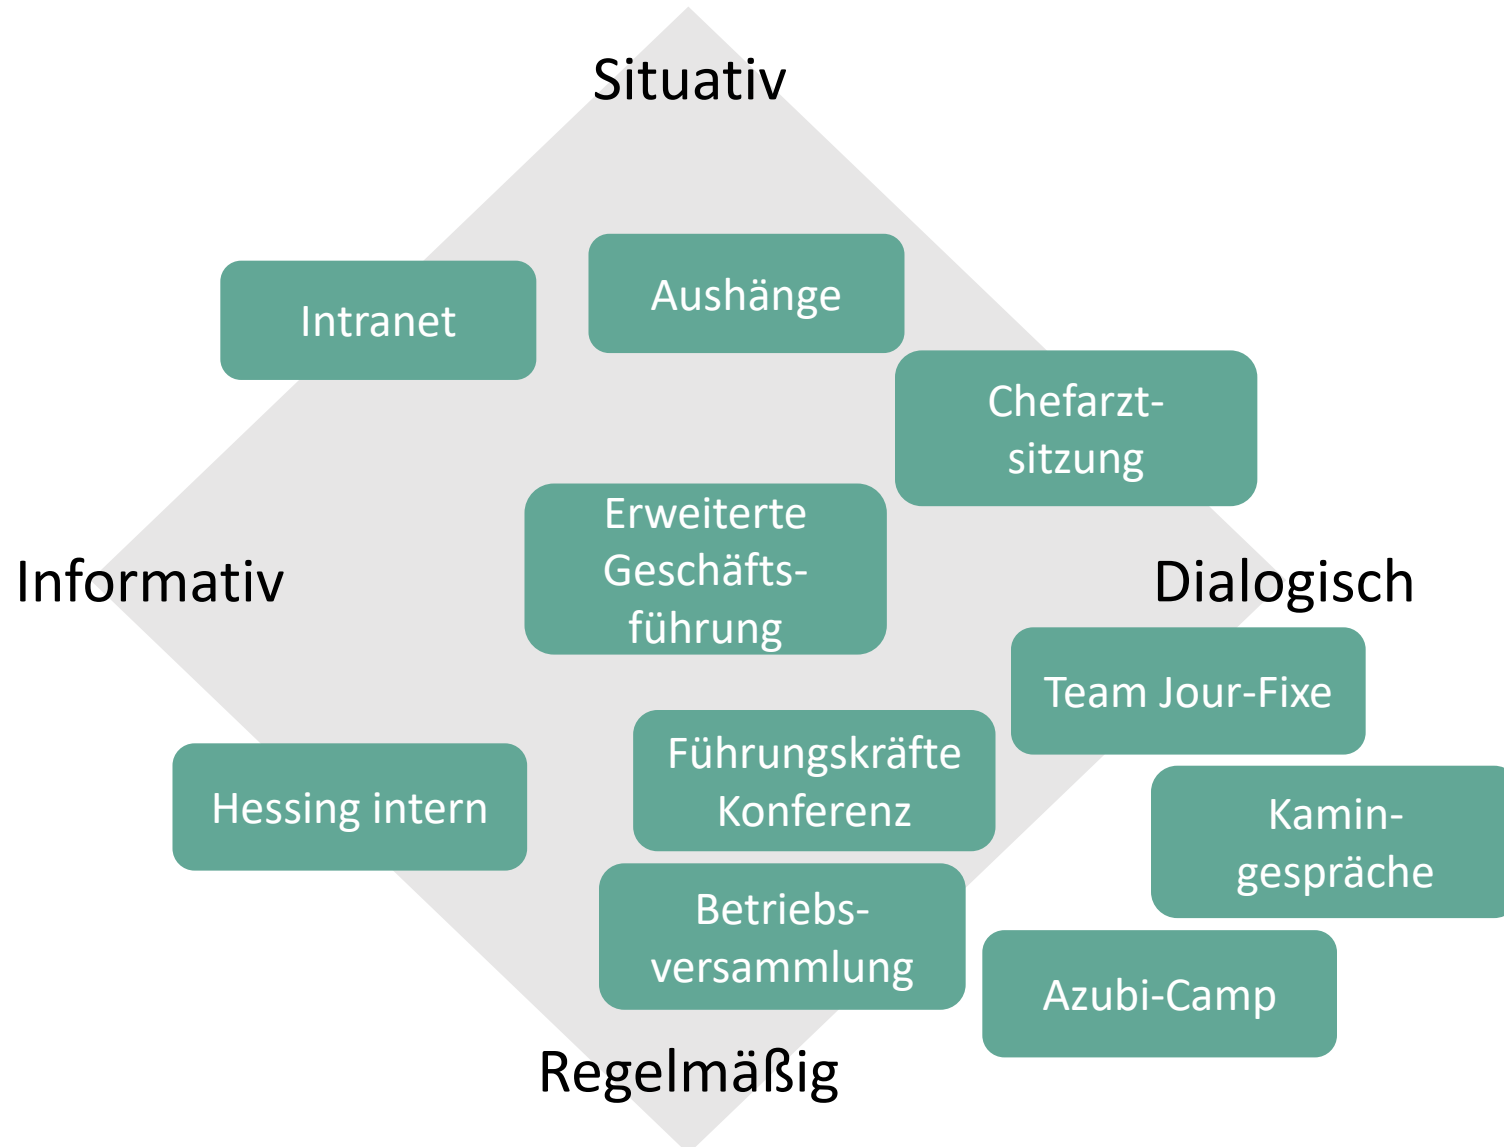 Situativ
Intranet
Aushänge
Chefarzt-
sitzung
Erweiterte
Geschäfts-
führung
Informativ
Dialogisch
Team Jour-Fixe
Führungskräfte
Konferenz
Hessing intern
Kamin-
gespräche
Betriebs-
versammlung
Azubi-Camp
Regelmäßig